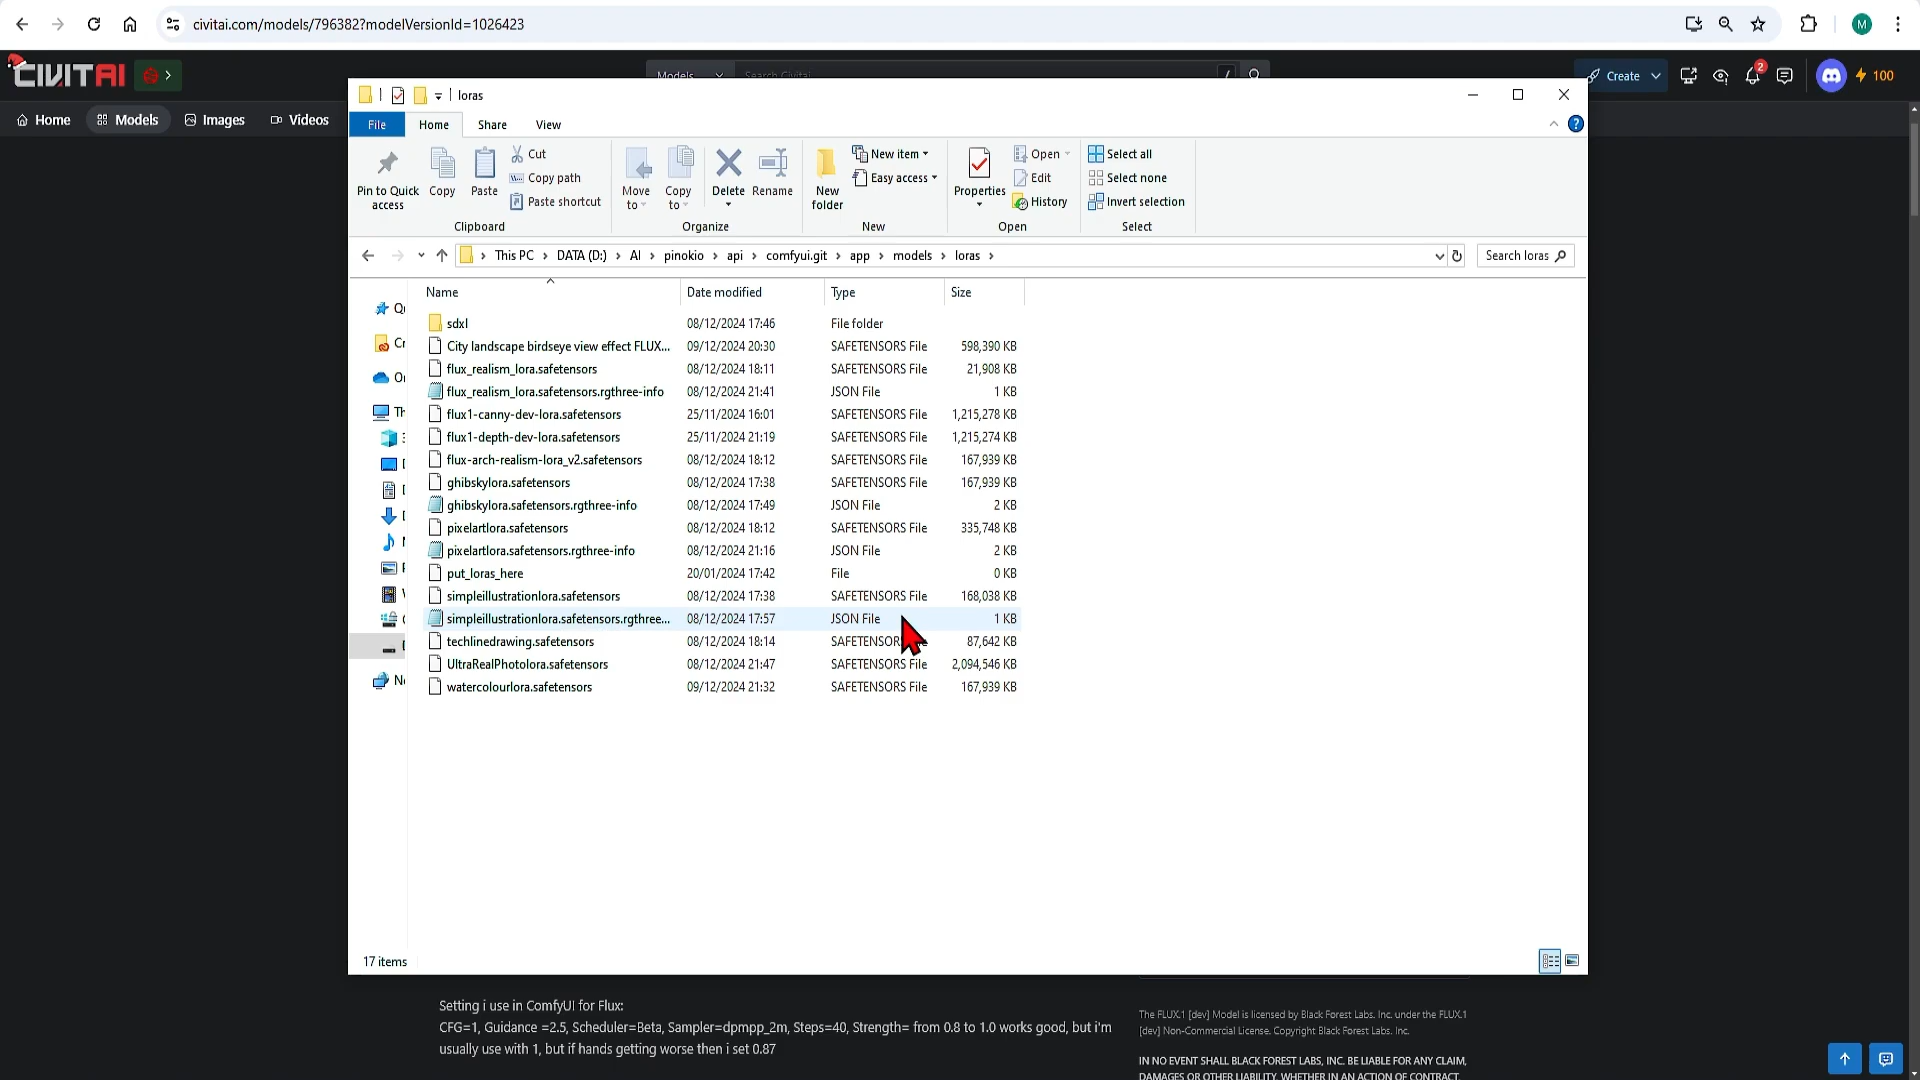 civitai.com/models/796382?modelVersionId=1026423
M
CIVITAI
Models
Search Civitai
/
Create
2
100
Home
Models
Images
Videos
loras
File
Home
Share
View
Pin to Quick access
Copy
Paste
Cut
Copy path
Paste shortcut
Clipboard
Move to
Copy to
Delete
Rename
Organize
New folder
New item
Easy access
New
Properties
Open
Edit
History
Open
Select all
Select none
Invert selection
Select
This PC > DATA (D:) > AI > pinokio > api > comfyui.git > app > models > loras >
Search loras
Name Date modified Type Size
sdxl 08/12/2024 17:46 File folder
City landscape birdseye view effect FLUX... 09/12/2024 20:30 SAFETENSORS File 598,390 KB
flux_realism_lora.safetensors 08/12/2024 18:11 SAFETENSORS File 21,908 KB
flux_realism_lora.safetensors.rgthree-info 08/12/2024 21:41 JSON File 1 KB
flux1-canny-dev-lora.safetensors 25/11/2024 16:01 SAFETENSORS File 1,215,278 KB
flux1-depth-dev-lora.safetensors 25/11/2024 21:19 SAFETENSORS File 1,215,274 KB
flux-arch-realism-lora_v2.safetensors 08/12/2024 18:12 SAFETENSORS File 167,939 KB
ghibskylora.safetensors 08/12/2024 17:38 SAFETENSORS File 167,939 KB
ghibskylora.safetensors.rgthree-info 08/12/2024 17:49 JSON File 2 KB
pixelartlora.safetensors 08/12/2024 18:12 SAFETENSORS File 335,748 KB
pixelartlora.safetensors.rgthree-info 08/12/2024 21:16 JSON File 2 KB
put_loras_here 20/01/2024 17:42 File 0 KB
simpleillustrationlora.safetensors 08/12/2024 17:38 SAFETENSORS File 168,038 KB
simpleillustrationlora.safetensors.rgthree... 08/12/2024 17:57 JSON File 1 KB
techlinedrawing.safetensors 08/12/2024 18:14 SAFETENSORS File 87,642 KB
UltraRealPhotolora.safetensors 08/12/2024 21:47 SAFETENSORS File 2,094,546 KB
watercolourlora.safetensors 09/12/2024 21:32 SAFETENSORS File 167,939 KB
17 items
Setting i use in ComfyUI for Flux:
CFG=1, Guidance =2.5, Scheduler=Beta, Sampler=dpmpp_2m, Steps=40, Strength= from 0.8 to 1.0 works good, but i'm
usually use with 1, but if hands getting worse then i set 0.87
The FLUX.1 [dev] Model is licensed by Black Forest Labs. Inc. under the FLUX.1
[dev] Non-Commercial License. Copyright Black Forest Labs. Inc.
IN NO EVENT SHALL BLACK FOREST LABS, INC. BE LIABLE FOR ANY CLAIM,
DAMAGES OR OTHER LIABILITY, WHETHER IN AN ACTION OF CONTRACT,